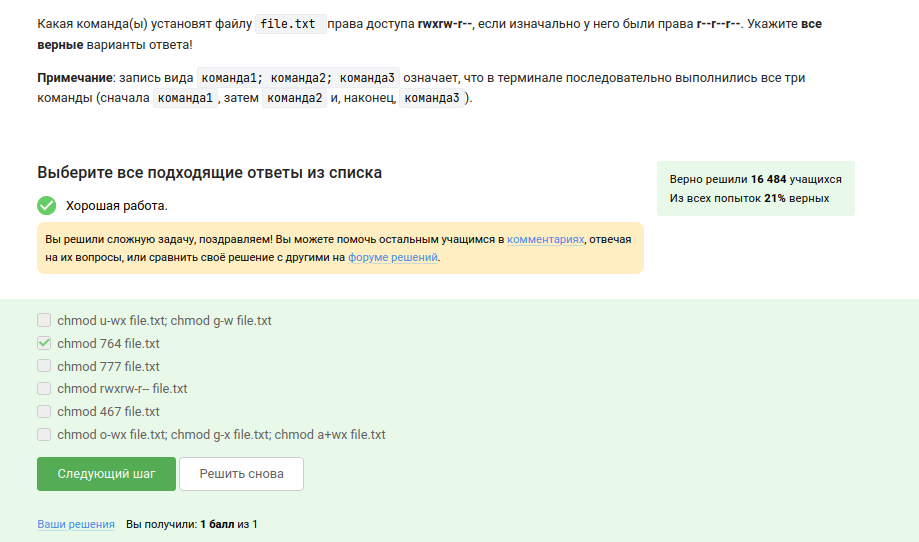 Какая команда(ы) установят файлу file.txt права доступа rwxrw-r--, если изначально у него были права r--r--r--. Укажите все
верные варианты ответа!
Примечание: запись вида команда1; команда2; команда3 означает, что в терминале последовательно выполнились все три
команды (сначала команда1, затем команда2 и, наконец, команда3).
Выберите все подходящие ответы из списка
Верно решили 16 484 учащихся
Из всех попыток 21% верных
Хорошая работа.
Вы решили сложную задачу, поздравляем! Вы можете помочь остальным учащимся в комментариях, отвечая
на их вопросы, или сравнить своё решение с другими на форуме решений.
chmod u-wx file.txt; chmod g-w file.txt
chmod 764 file.txt
chmod 777 file.txt
chmod rwxrw-r-- file.txt
chmod 467 file.txt
chmod o-wx file.txt; chmod g-x file.txt; chmod a+wx file.txt
Следующий шаг
Решить снова
Ваши решения Вы получили: 1 балл из 1